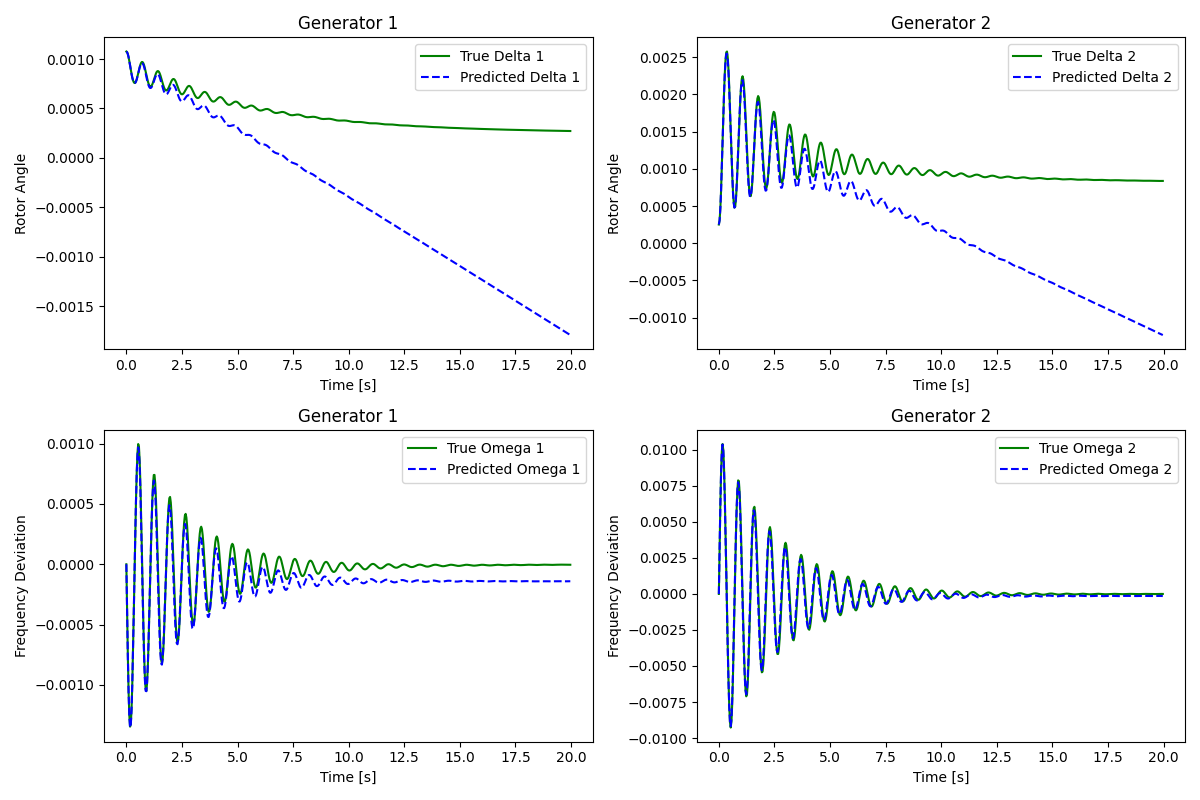 Generator 1
True Delta 1
Predicted Delta 1
0.0010
0.0005
0.0000
−0.0005
−0.0010
−0.0015
Rotor Angle
0.0 2.5 5.0 7.5 10.0 12.5 15.0 17.5 20.0
Time [s]
Generator 2
True Delta 2
Predicted Delta 2
0.0025
0.0020
0.0015
0.0010
0.0005
0.0000
−0.0005
−0.0010
Rotor Angle
0.0 2.5 5.0 7.5 10.0 12.5 15.0 17.5 20.0
Time [s]
Generator 1
True Omega 1
Predicted Omega 1
0.0010
0.0005
0.0000
−0.0005
−0.0010
Frequency Deviation
0.0 2.5 5.0 7.5 10.0 12.5 15.0 17.5 20.0
Time [s]
Generator 2
True Omega 2
Predicted Omega 2
0.0100
0.0075
0.0050
0.0025
0.0000
−0.0025
−0.0050
−0.0075
−0.0100
Frequency Deviation
0.0 2.5 5.0 7.5 10.0 12.5 15.0 17.5 20.0
Time [s]